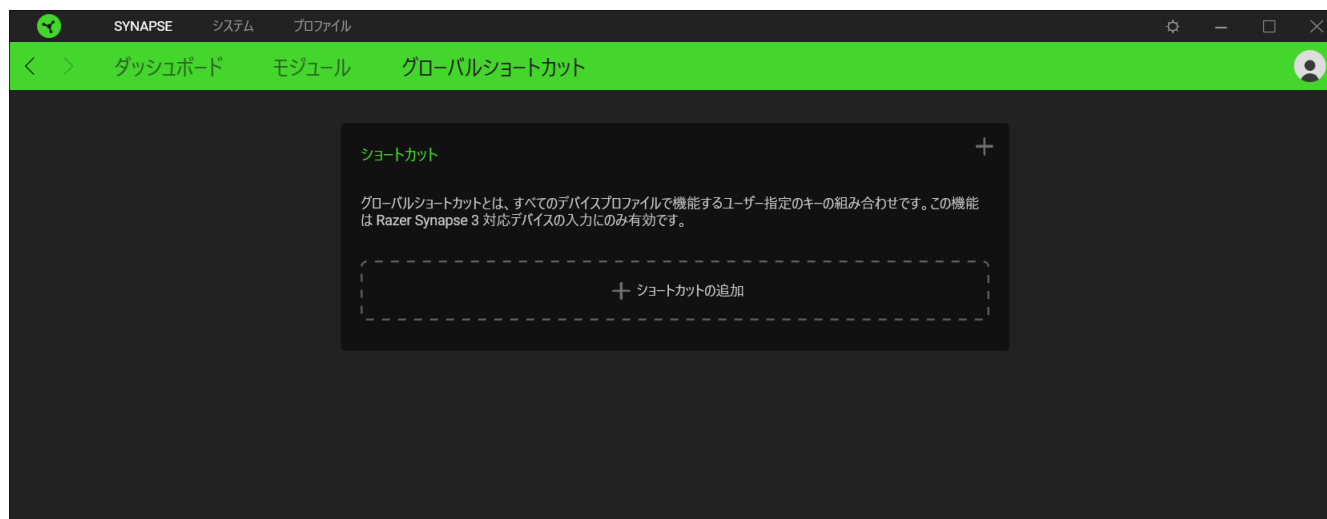 SYNAPSE システム プロファイル
ダッシュボード モジュール グローバルショートカット
ショートカット
グローバルショートカットとは、すべてのデバイスプロファイルで機能するユーザー指定のキーの組み合わせです。この機能
は Razer Synapse 3 対応デバイスの入力にのみ有効です。
ショートカットの追加